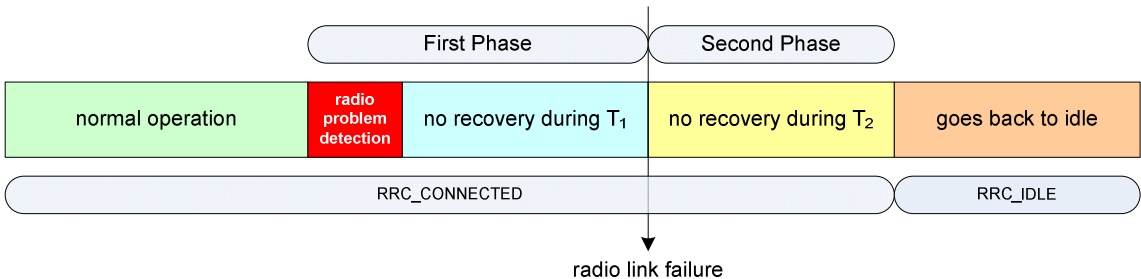 First Phase
Second Phase
normal operation
radio
problem
detection
no recovery during T₁
no recovery during T₂
goes back to idle
RRC_CONNECTED
RRC_IDLE
radio link failure